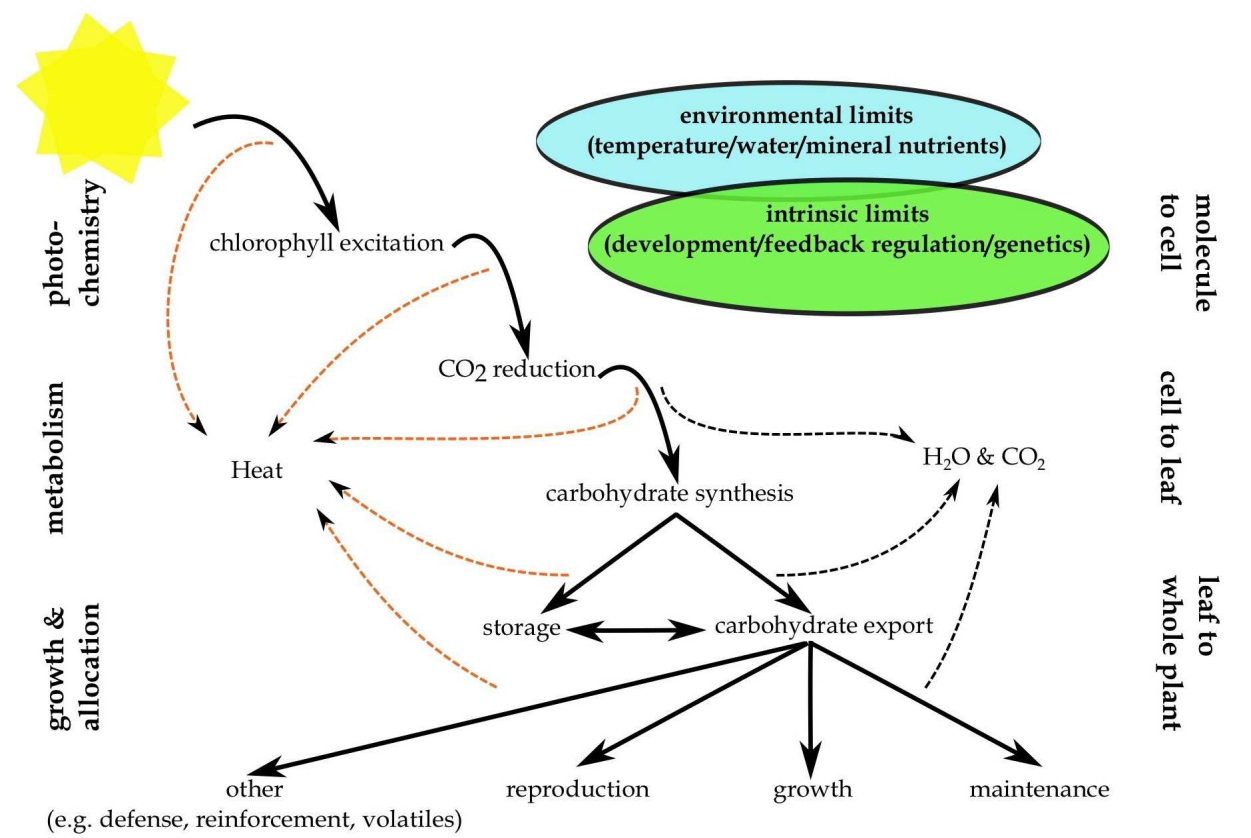 environmental limits
(temperature/water/mineral nutrients)
intrinsic limits
(development/feedback regulation/genetics)
photo-
chemistry
molecule
to cell
chlorophyll excitation
CO2 reduction
metabolism
cell to leaf
Heat
H2O & CO2
carbohydrate synthesis
growth &
allocation
leaf to
whole plant
storage
carbohydrate export
other
(e.g. defense, reinforcement, volatiles)
reproduction
growth
maintenance